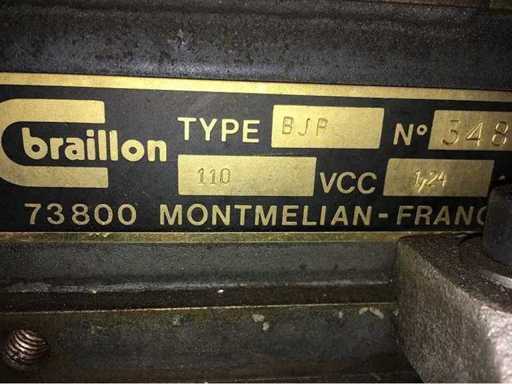 braillon TYPE BJP N° 348
110 VCC 1,24
73800 MONTMELIAN-FRANC